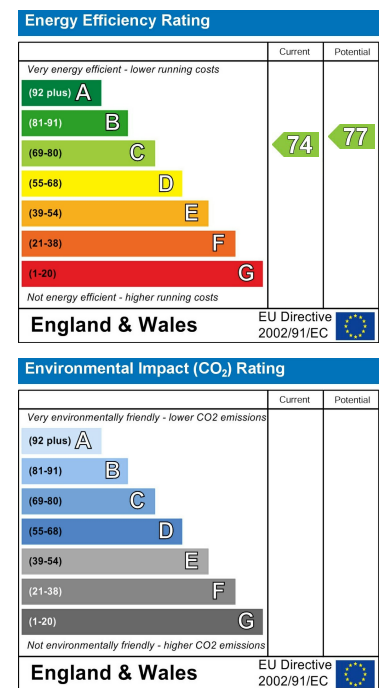 Energy Efficiency Rating
Current Potential
Very energy efficient - lower running costs
(92 plus) A
(81-91) B
(69-80) C
(55-68) D
(39-54) E
(21-38) F
(1-20) G
74 77
Not energy efficient - higher running costs
England & Wales
EU Directive
2002/91/EC
Environmental Impact (CO₂) Rating
Current Potential
Very environmentally friendly - lower CO2 emissions
(92 plus) A
(81-91) B
(69-80) C
(55-68) D
(39-54) E
(21-38) F
(1-20) G
Not environmentally friendly - higher CO2 emissions
England & Wales
EU Directive
2002/91/EC